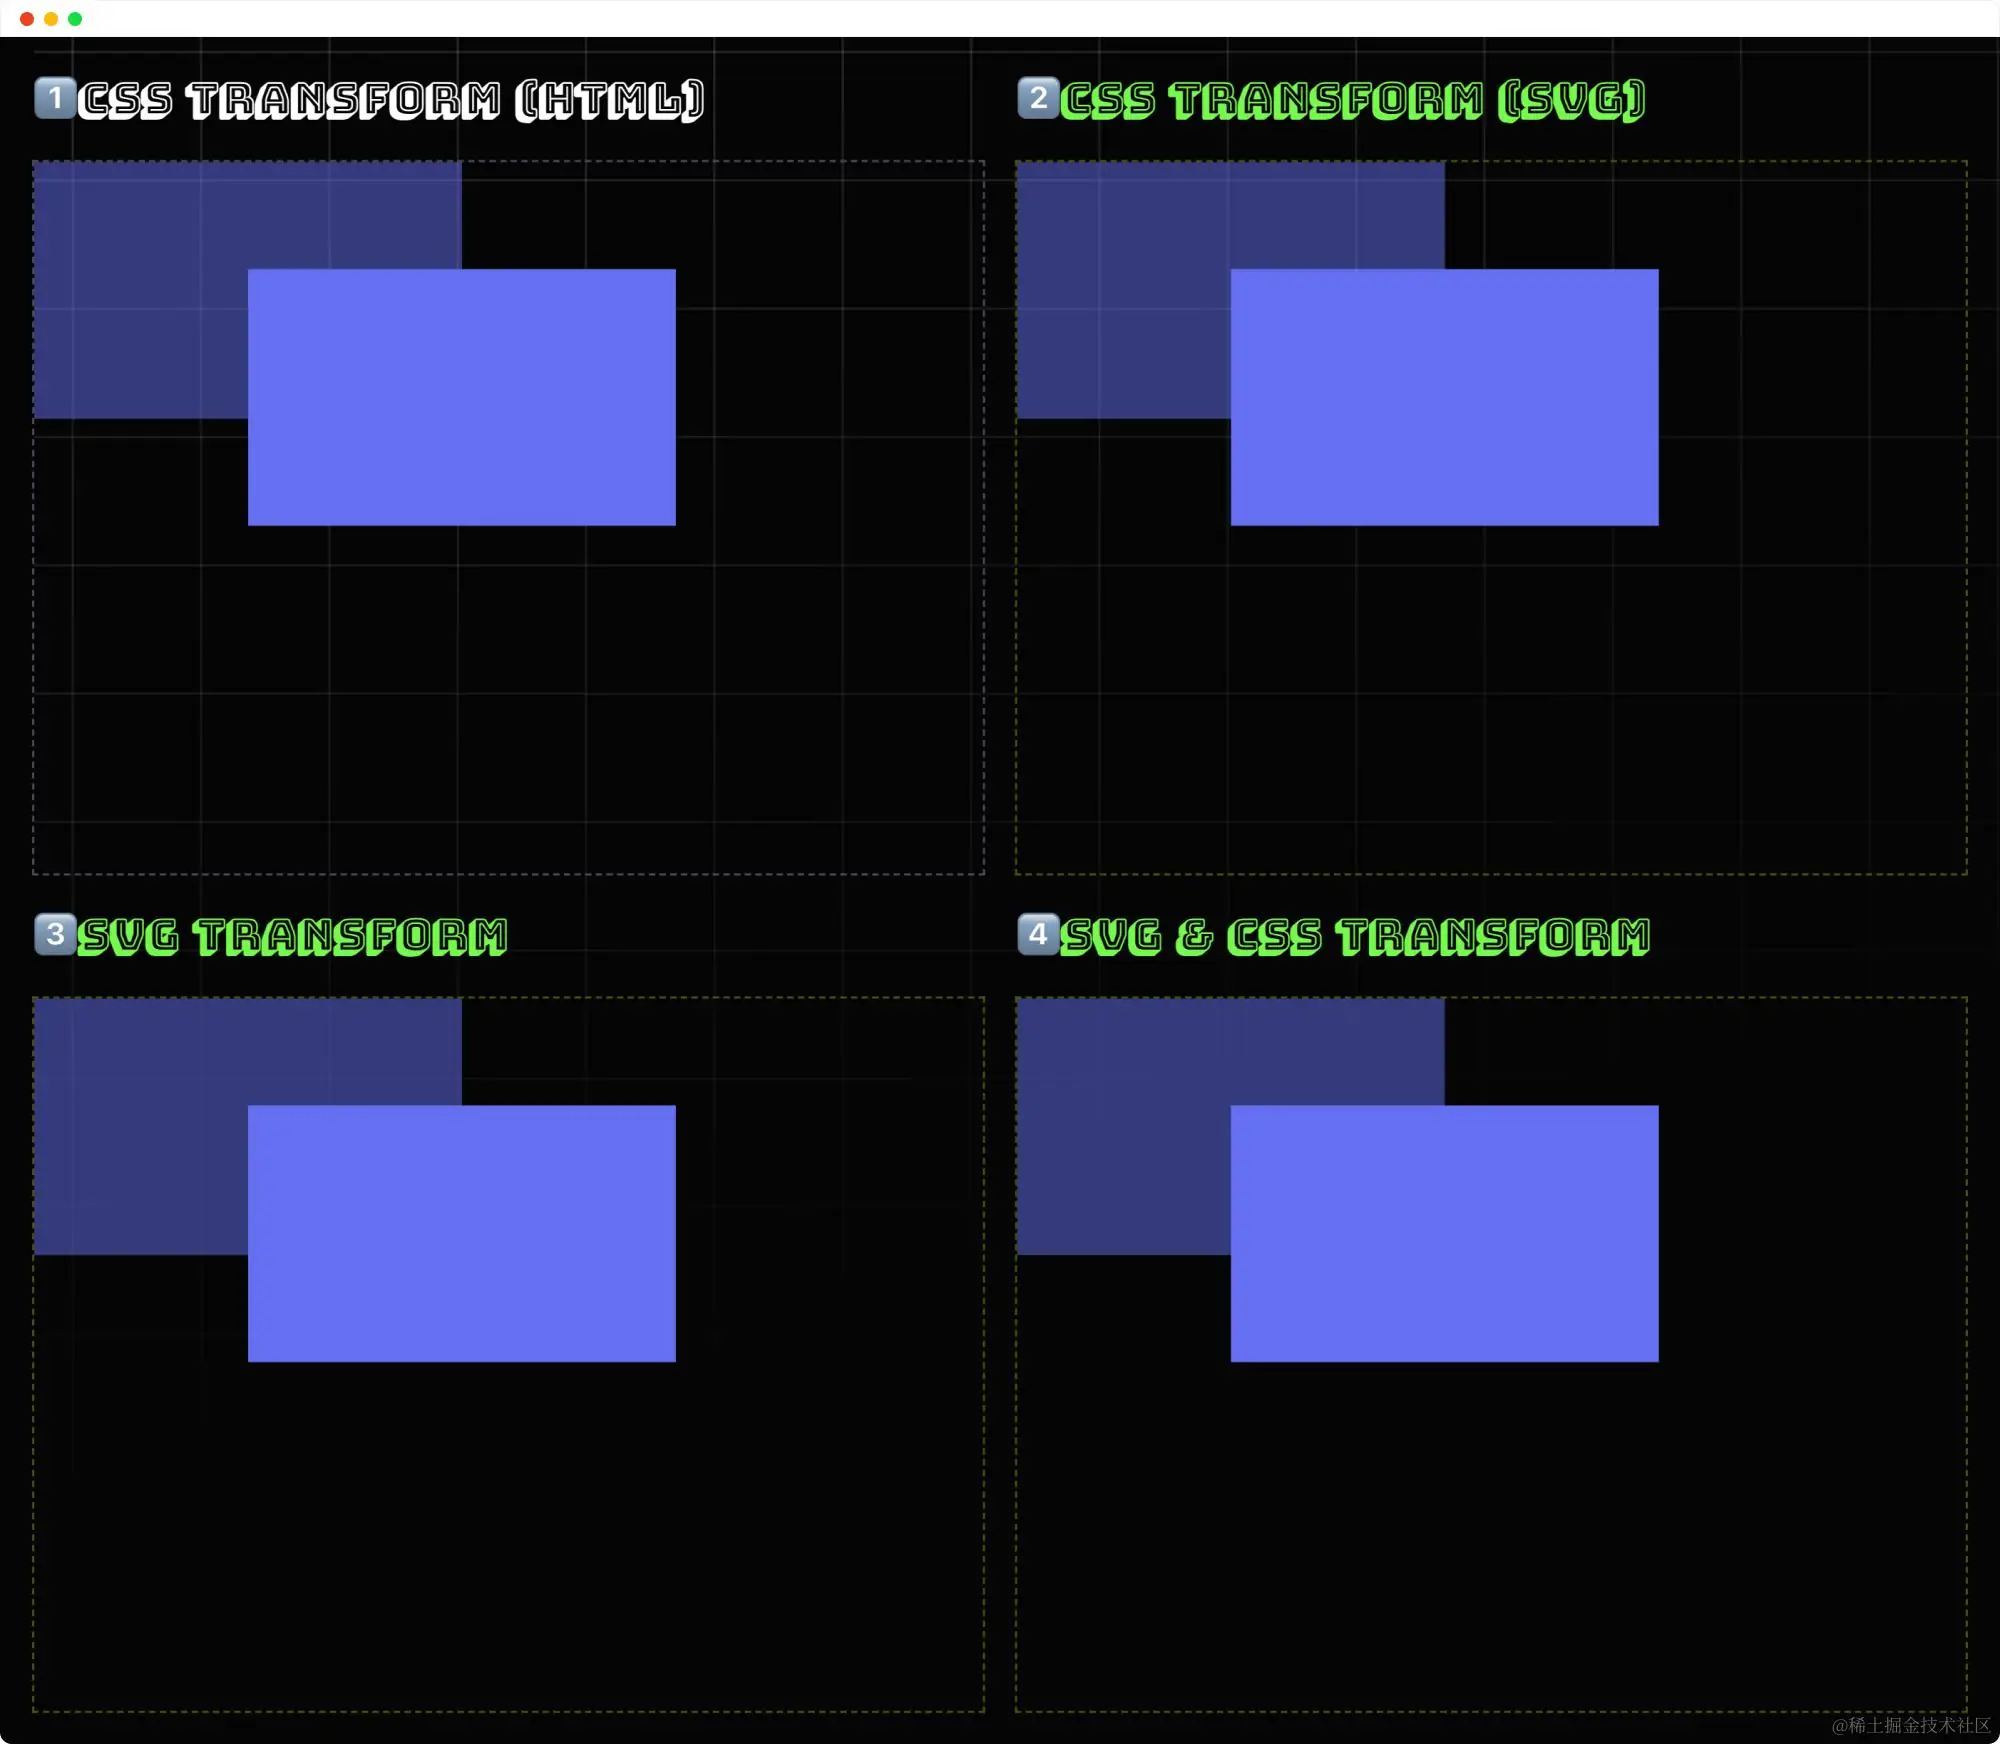 1 CSS TRANSFORM (HTML)
2 CSS TRANSFORM (SVG)
3 SVG TRANSFORM
4 SVG & CSS TRANSFORM
@稀土掘金技术社区